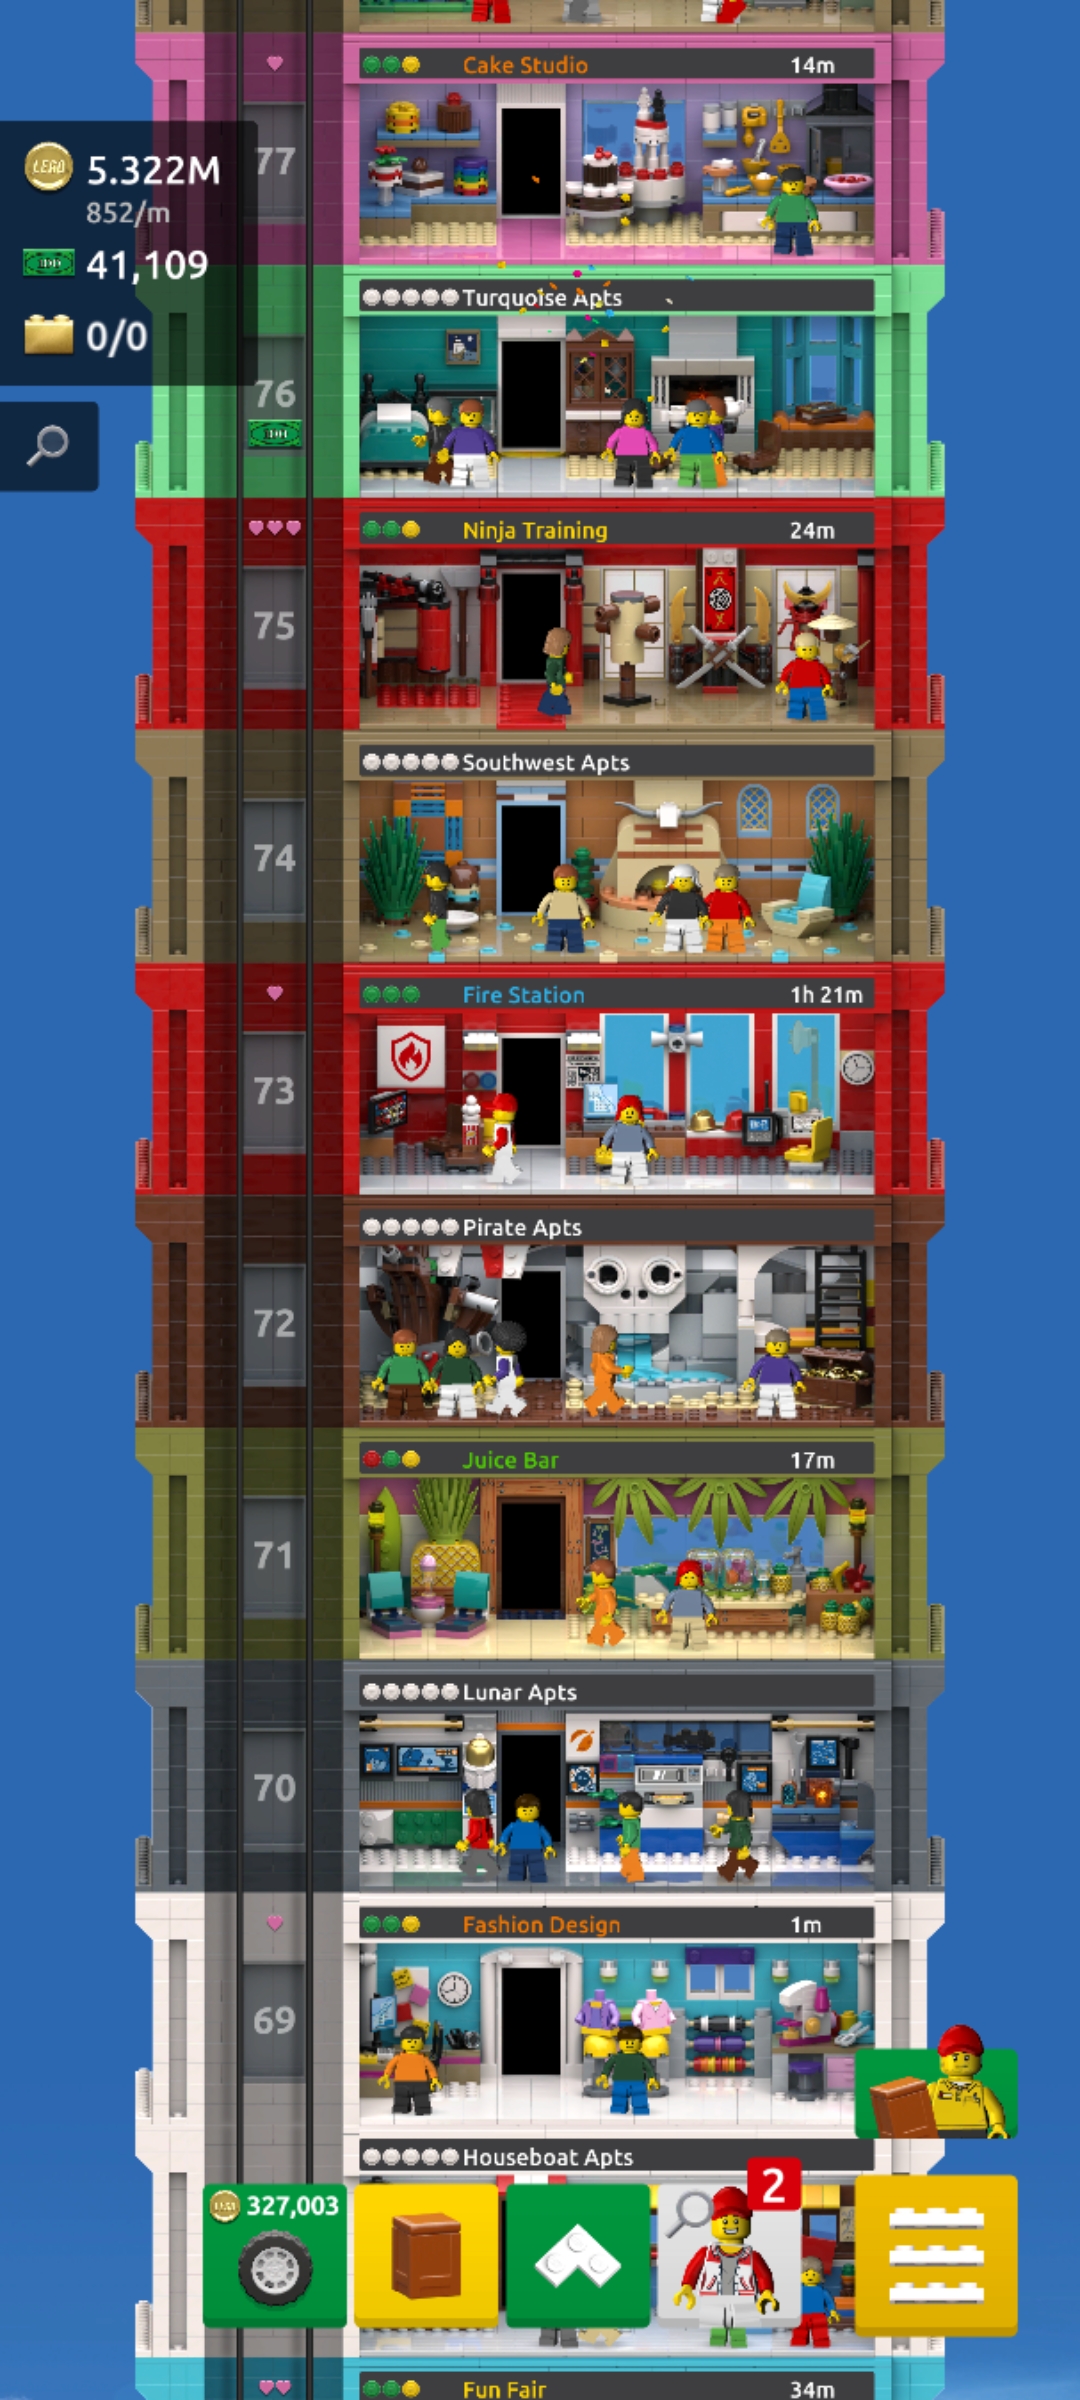 Cake Studio 14m
77
LEGO 5.322M
852/m
41,109
0/0
Turquoise Apts
76
Ninja Training 24m
75
Southwest Apts
74
Fire Station 1h 21m
73
Pirate Apts
72
Juice Bar 17m
71
Lunar Apts
70
Fashion Design 1m
69
Houseboat Apts
2
327,003
Fun Fair 34m